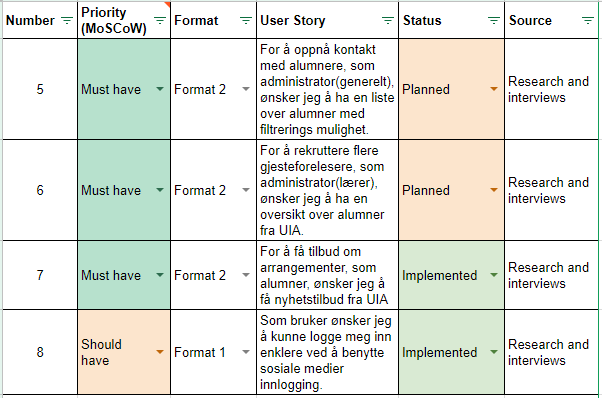 Number Priority (MoSCoW) Format User Story Status Source
5
Must have
Format 2
For å oppnå kontakt
med alumnere, som
administrator(generelt),
ønsker jeg å ha en liste
over alumner med
filtrerings mulighet.
Planned
Research and
interviews
6
Must have
Format 2
For å rekruttere flere
gjesteforelesere, som
administrator(lærer),
ønsker jeg å ha en
oversikt over alumner
fra UIA.
Planned
Research and
interviews
7
Must have
Format 2
For å få tilbud om
arrangementer, som
alumner, ønsker jeg å
få nyhetstilbud fra UIA
Implemented
Research and
interviews
8
Should
have
Format 1
Som bruker ønsker jeg
å kunne logge meg inn
enklere ved å benytte
sosiale medier
innlogging.
Implemented
Research and
interviews